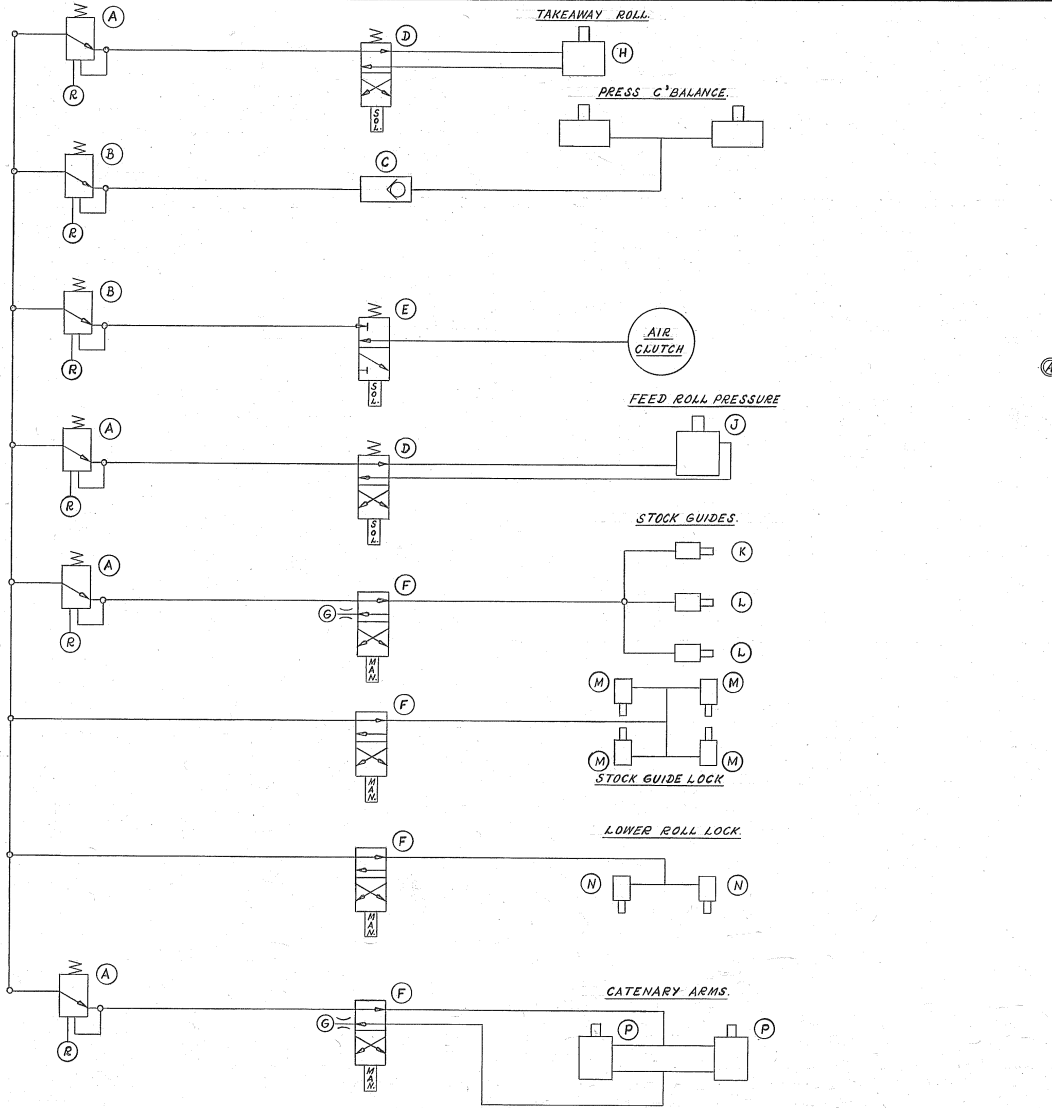 TAKEAWAY ROLL.
A
D
H
SOL.
R
PRESS C'BALANCE.
B
C
R
B
E
AIR
CLUTCH
SOL.
R
A
FEED ROLL PRESSURE
A
D
J
SOL.
R
STOCK GUIDES.
A
F
K
G
L
MAN.
R
L
F
M
M
MAN.
M
M
STOCK GUIDE LOCK
LOWER ROLL LOCK.
F
N
N
MAN.
A
F
CATENARY ARMS.
G
P
P
R
MAN.